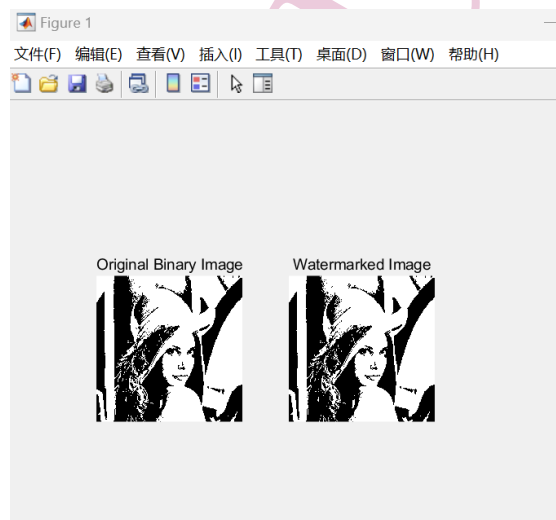 Figure 1
文件(F) 编辑(E) 查看(V) 插入(I) 工具(T) 桌面(D) 窗口(W) 帮助(H)
Original Binary Image Watermarked Image